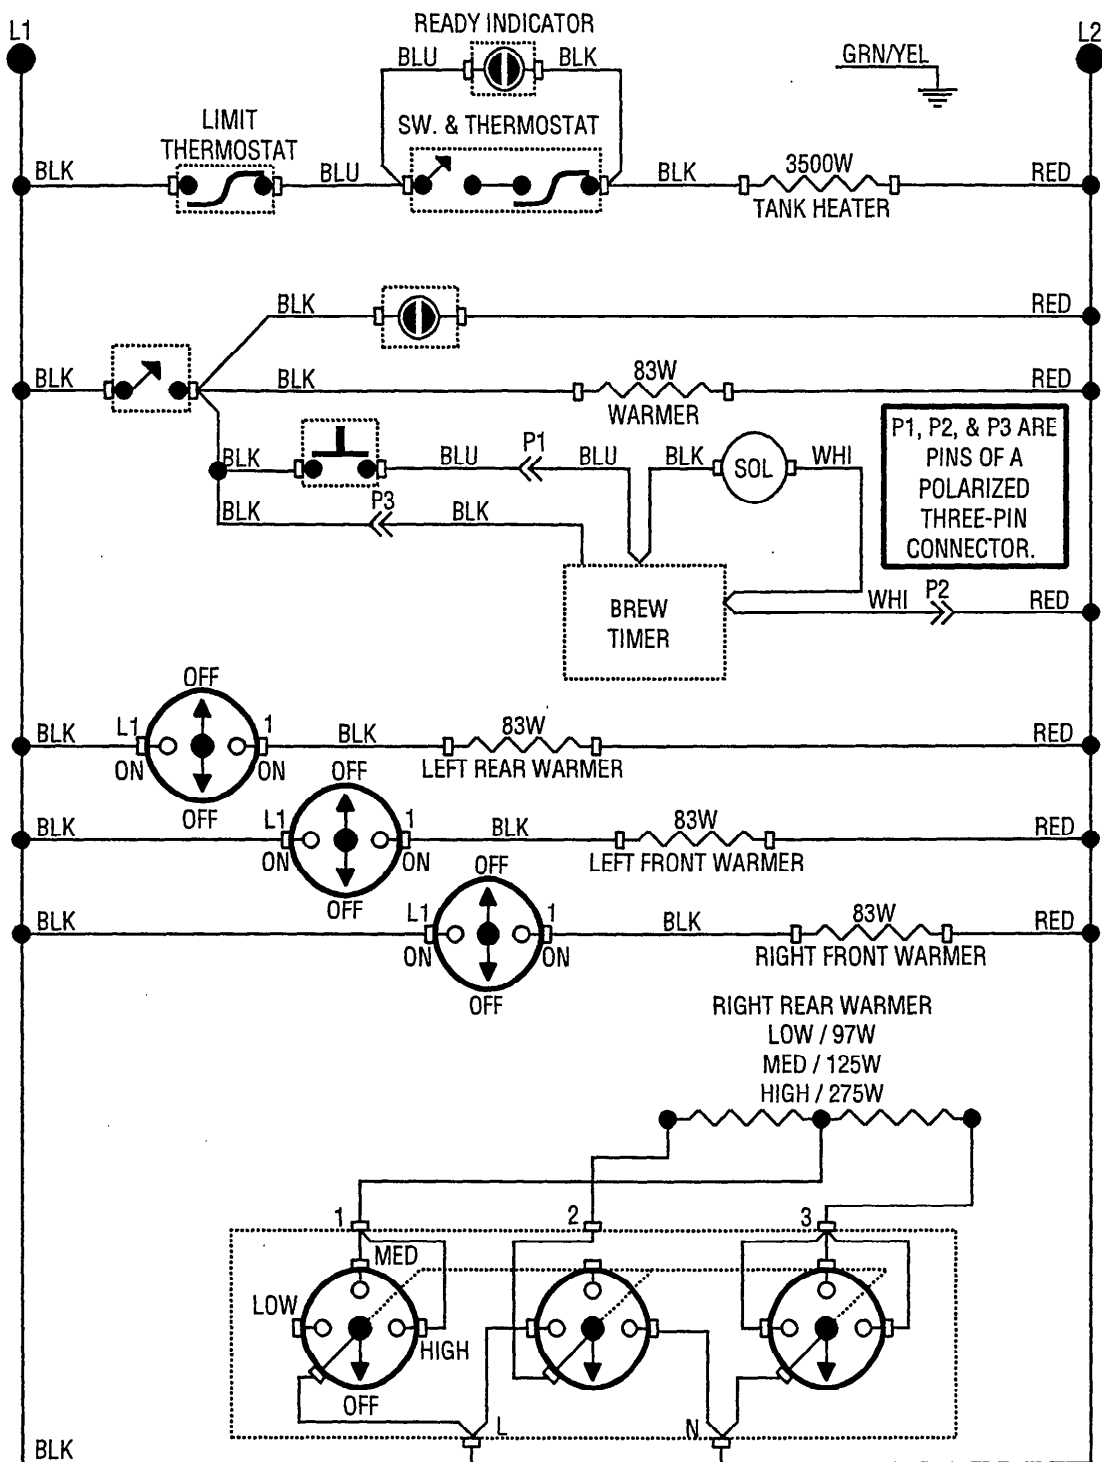 L1
READY INDICATOR
L2
BLU
BLK
GRN/YEL
LIMIT
THERMOSTAT
SW. & THERMOSTAT
BLK
BLU
BLK
3500W
TANK HEATER
RED
BLK
RED
BLK
BLK
83W
WARMER
RED
P1, P2, & P3 ARE
PINS OF A
POLARIZED
THREE-PIN
CONNECTOR.
BLK
BLU
P1
BLU
BLK
SOL
WHI
BLK
P3
BLK
BREW
TIMER
WHI
P2
RED
OFF
BLK
L1
ON
1
ON
OFF
BLK
83W
LEFT REAR WARMER
RED
OFF
BLK
L1
ON
1
ON
OFF
BLK
83W
LEFT FRONT WARMER
RED
OFF
BLK
L1
ON
1
ON
OFF
BLK
83W
RIGHT FRONT WARMER
RED
RIGHT REAR WARMER
LOW / 97W
MED / 125W
HIGH / 275W
1
2
3
MED
LOW
HIGH
OFF
L
N
BLK